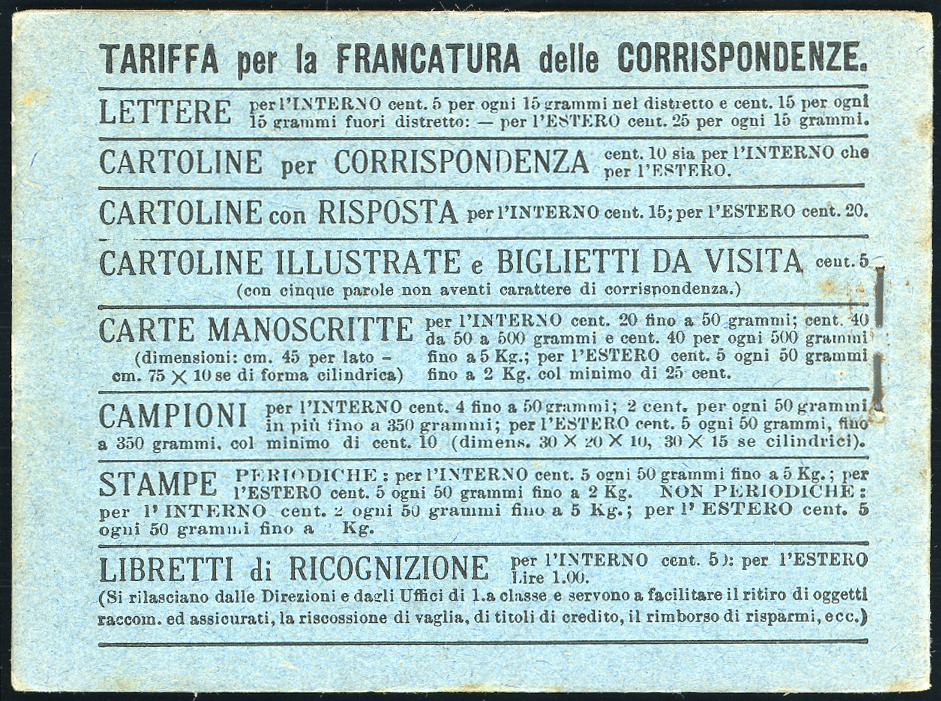 TARIFFA per la FRANCATURA delle CORRISPONDENZE.
LETTERE per l'INTERNO cent. 5 per ogni 15 grammi nel distretto e cent. 15 per ogni
15 grammi fuori distretto: — per l'ESTERO cent. 25 per ogni 15 grammi.
CARTOLINE per CORRISPONDENZA cent. 10 sia per l'INTERNO che
per l'ESTERO.
CARTOLINE con RISPOSTA per l'INTERNO cent. 15; per l'ESTERO cent. 20.
CARTOLINE ILLUSTRATE e BIGLIETTI DA VISITA cent. 5
(con cinque parole non aventi carattere di corrispondenza.)
CARTE MANOSCRITTE per l'INTERNO cent. 20 fino a 50 grammi; cent. 40
da 50 a 500 grammi e cent. 40 per ogni 500 grammi
(dimensioni: cm. 45 per lato – fino a 5 Kg.; per l'ESTERO cent. 5 ogni 50 grammi
cm. 75 X 10 se di forma cilindrica) fino a 2 Kg. col minimo di 25 cent.
CAMPIONI per l'INTERNO cent. 4 fino a 50 grammi; 2 cent. per ogni 50 grammi
in più fino a 350 grammi; per l'ESTERO cent. 5 ogni 50 grammi, fino
a 350 grammi, col minimo di cent. 10 (dimens. 30 X 20 X 10, 30 X 15 se cilindrici).
STAMPE PERIODICHE: per l'INTERNO cent. 5 ogni 50 grammi fino a 5 Kg.; per
l'ESTERO cent. 5 ogni 50 grammi fino a 2 Kg. NON PERIODICHE:
per l' INTERNO cent. 2 ogni 50 grammi fino a 5 Kg.; per l' ESTERO cent. 5
ogni 50 grammi fino a Kg.
LIBRETTI di RICOGNIZIONE per l'INTERNO cent. 50: per l'ESTERO
Lire 1.00.
(Si rilasciano dalle Direzioni e dagli Uffici di 1.a classe e servono a facilitare il ritiro di oggetti
raccom. ed assicurati, la riscossione di vaglia, di titoli di credito, il rimborso di risparmi, ecc.)